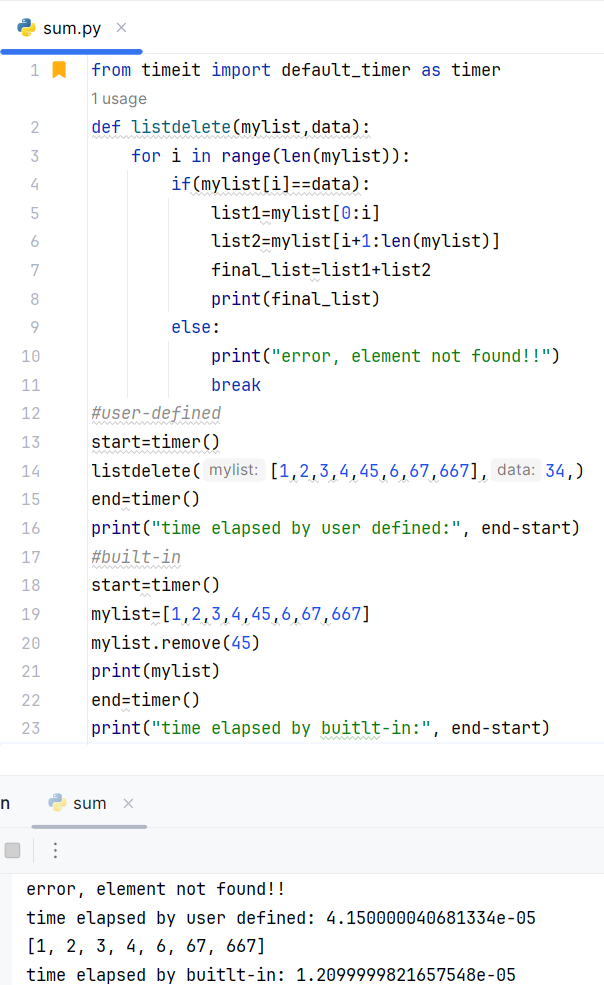 sum.py ×
1 from timeit import default_timer as timer
1 usage
2 def listdelete(mylist,data):
3     for i in range(len(mylist)):
4         if(mylist[i]==data):
5             list1=mylist[0:i]
6             list2=mylist[i+1:len(mylist)]
7             final_list=list1+list2
8             print(final_list)
9         else:
10             print("error, element not found!!")
11             break
12 #user-defined
13 start=timer()
14 listdelete( mylist: [1,2,3,4,45,6,67,667], data: 34,)
15 end=timer()
16 print("time elapsed by user defined:", end-start)
17 #built-in
18 start=timer()
19 mylist=[1,2,3,4,45,6,67,667]
20 mylist.remove(45)
21 print(mylist)
22 end=timer()
23 print("time elapsed by buitlt-in:", end-start)
n sum ×
error, element not found!!
time elapsed by user defined: 4.150000040681334e-05
[1, 2, 3, 4, 6, 67, 667]
time elapsed by buitlt-in: 1.2099999821657548e-05